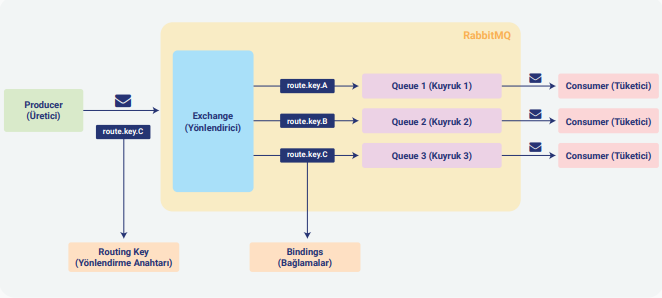 RabbitMQ
Producer
(Üretici)
route.key.C
Exchange
(Yönlendirici)
route.key.A
Queue 1 (Kuyruk 1)
Consumer (Tüketici)
route.key.B
Queue 2 (Kuyruk 2)
Consumer (Tüketici)
route.key.C
Queue 3 (Kuyruk 3)
Consumer (Tüketici)
Routing Key
(Yönlendirme Anahtarı)
Bindings
(Bağlamalar)